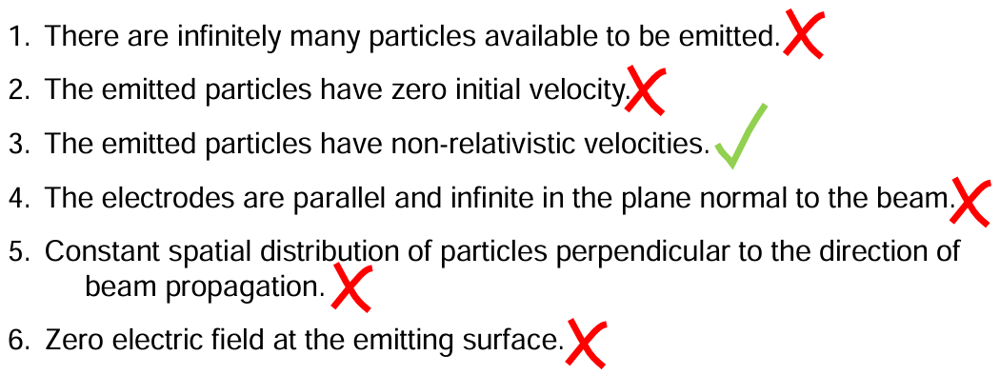 1. There are infinitely many particles available to be emitted.
2. The emitted particles have zero initial velocity.
3. The emitted particles have non-relativistic velocities.
4. The electrodes are parallel and infinite in the plane normal to the beam.
5. Constant spatial distribution of particles perpendicular to the direction of
beam propagation.
6. Zero electric field at the emitting surface.